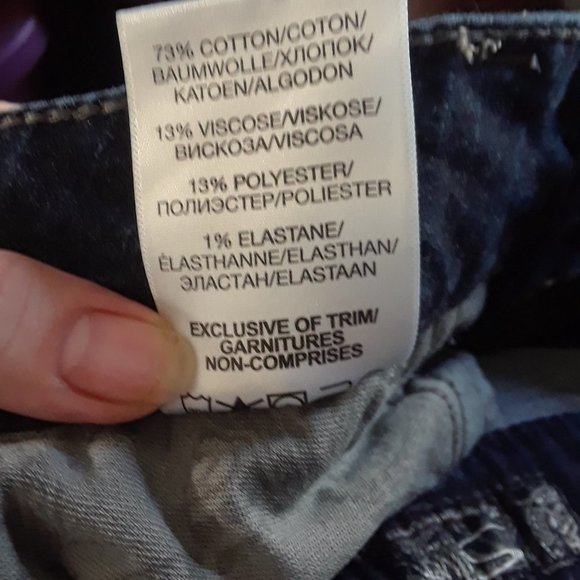 73% COTTON/COTON/
BAUMWOLLE/ХЛОПОК/
KATOEN/ALGODON
13% VISCOSE/VISKOSE/
ВИСКОЗА/VISCOSA
13% POLYESTER/
ПОЛИЭСТЕР/POLIESTER
1% ELASTANE/
ÉLASTHANNE/ELASTHAN/
ЭЛАСТАН/ELASTAAN
EXCLUSIVE OF TRIM/
GARNITURES
NON-COMPRISES